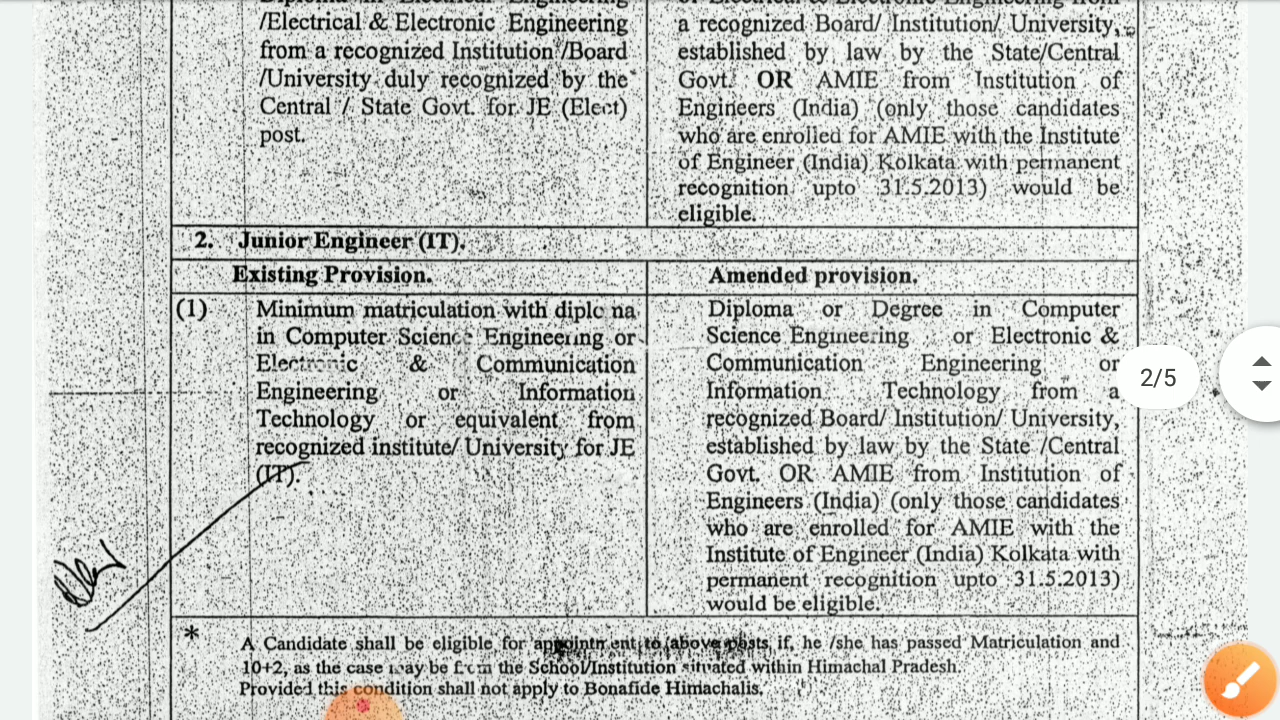 /Electrical & Electronic Engineering
from a recognized Institution /Board
/University duly recognized by the
Central / State Govt. for JE (Elect)
post.
a recognized Board/ Institution/ University,
established by law by the State/Central
Govt. OR AMIE from Institution of
Engineers (India) (only those candidates
who are enrolled for AMIE with the Institute
of Engineer (India) Kolkata with permanent
recognition upto 31.5.2013) would be
eligible.
2. Junior Engineer (IT).
Existing Provision.
Amended provision.
(1) Minimum matriculation with diplo na
in Computer Science Engineering or
Electronic & Communication
Engineering or Information
Technology or equivalent from
recognized institute/ University for JE
(IT).
Diploma or Degree in Computer
Science Engineering or Electronic &
Communication Engineering or
Information Technology from a
recognized Board/ Institution/ University,
established by law by the State /Central
Govt. OR AMIE from Institution of
Engineers (India) (only those candidates
who are enrolled for AMIE with the
Institute of Engineer (India) Kolkata with
permanent recognition upto 31.5.2013)
would be eligible.
2/5
* A Candidate shall be eligible for appointment to above posts if, he /she has passed Matriculation and
10+2, as the case may be from the School/Institution situated within Himachal Pradesh.
Provided this condition shall not apply to Bonafide Himachalis.